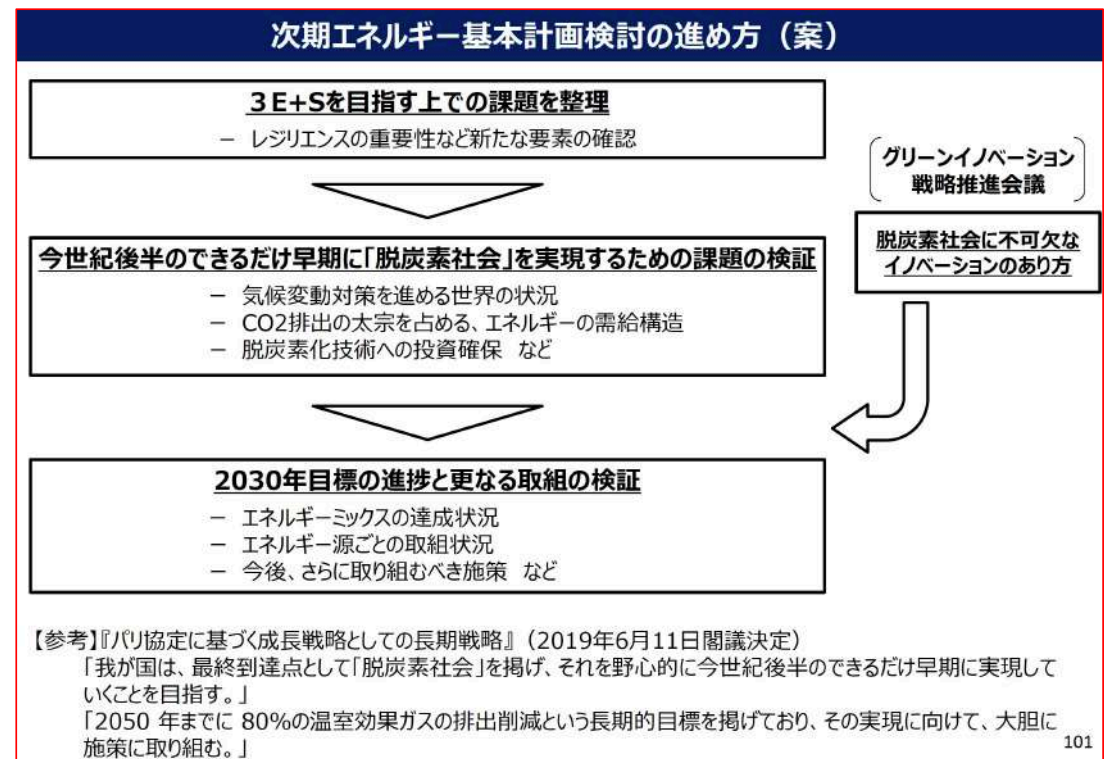 次期エネルギー基本計画検討の進め方（案）
３E+Sを目指す上での課題を整理
－ レジリエンスの重要性など新たな要素の確認
グリーンイノベーション
戦略推進会議
脱炭素社会に不可欠な
イノベーションのあり方
今世紀後半のできるだけ早期に「脱炭素社会」を実現するための課題の検証
－ 気候変動対策を進める世界の状況
－ CO2排出の太宗を占める、エネルギーの需給構造
－ 脱炭素化技術への投資確保 など
2030年目標の進捗と更なる取組の検証
－ エネルギーミックスの達成状況
－ エネルギー源ごとの取組状況
－ 今後、さらに取り組むべき施策 など
【参考】『パリ協定に基づく成長戦略としての長期戦略』（2019年6月11日閣議決定）
「我が国は、最終到達点として「脱炭素社会」を掲げ、それを野心的に今世紀後半のできるだけ早期に実現して
いくことを目指す。」
「2050 年までに 80%の温室効果ガスの排出削減という長期的目標を掲げており、その実現に向けて、大胆に
施策に取り組む。」
101